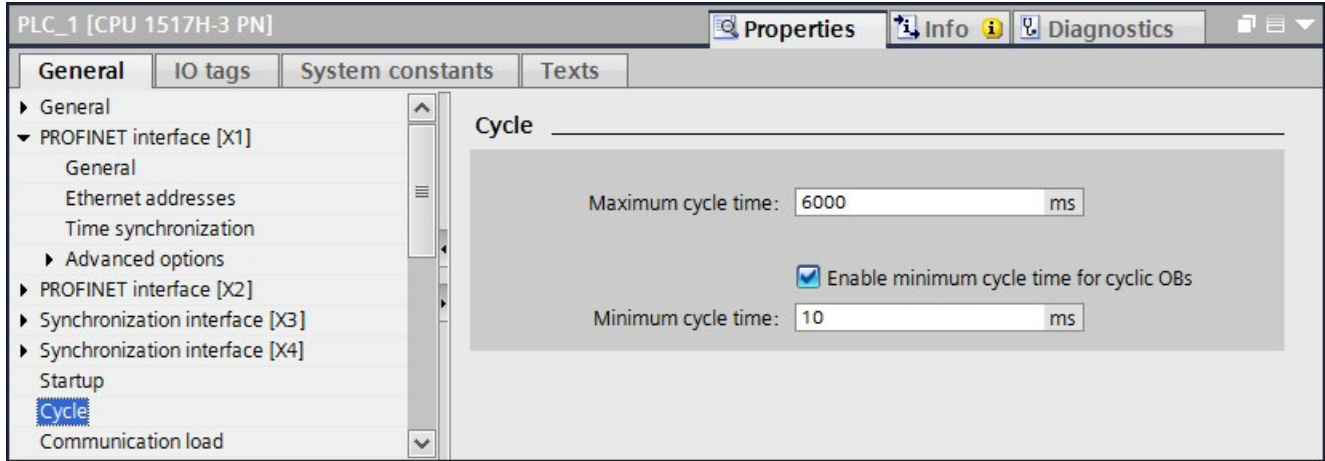 PLC_1 [CPU 1517H-3 PN]
Properties
Info
Diagnostics
General
IO tags
System constants
Texts
General
PROFINET interface [X1]
General
Ethernet addresses
Time synchronization
Advanced options
PROFINET interface [X2]
Synchronization interface [X3]
Synchronization interface [X4]
Startup
Cycle
Communication load
Cycle
Maximum cycle time: 6000 ms
Enable minimum cycle time for cyclic OBs
Minimum cycle time: 10 ms